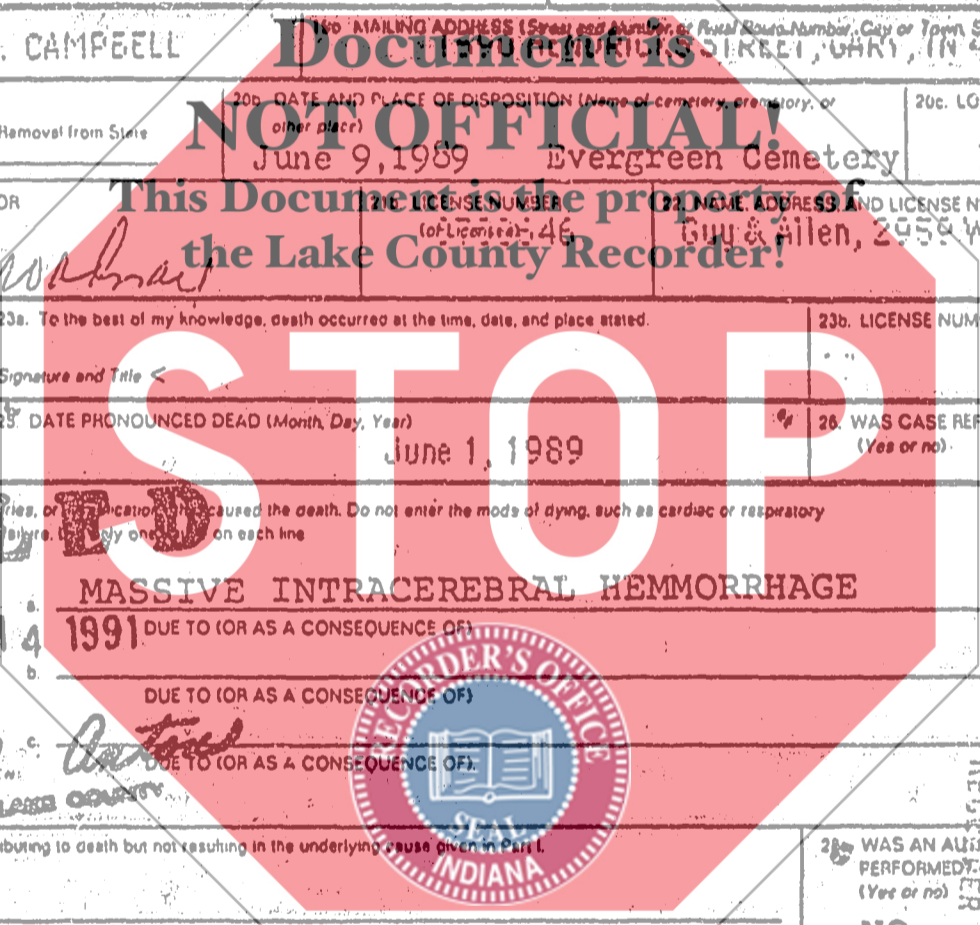 Document is
NOT OFFICIAL!
This Document is the property of
the Lake County Recorder!
STOP
. CAMPBELL
MAILING ADDRESS (Street and Number or Rural Route Number, City or Town, S
STREET, GARY, IN
Removal from State
20b. DATE AND PLACE OF DISPOSITION (Name of cemetery, crematory, or
other place)
June 9,1989 Evergreen Cemetery
20c. LO
OR
21b. LICENSE NUMBER
(of Licensee)
46
22. NAME, ADDRESS, AND LICENSE N
Guy & Allen, 2959 W
23a. To the best of my knowledge, death occurred at the time, date, and place stated.
Signature and Title <
23b. LICENSE NUM
25. DATE PRONOUNCED DEAD (Month, Day, Year)
June 1, 1989
26. WAS CASE REF
(Yes or no)
LED
caused the death. Do not enter the mode of dying, such as cardiac or respiratory
on each line
a. MASSIVE INTRACEREBRAL HEMMORRHAGE
4 1991
DUE TO (OR AS A CONSEQUENCE OF)
b.
DUE TO (OR AS A CONSEQUENCE OF)
c.
DUE TO (OR AS A CONSEQUENCE OF)
LAKE COUNTY
RECORDER'S OFFICE
SEAL
INDIANA
ibuting to death but not resulting in the underlying cause given in Part I.
WAS AN AU
PERFORMED?
(Yes or no)